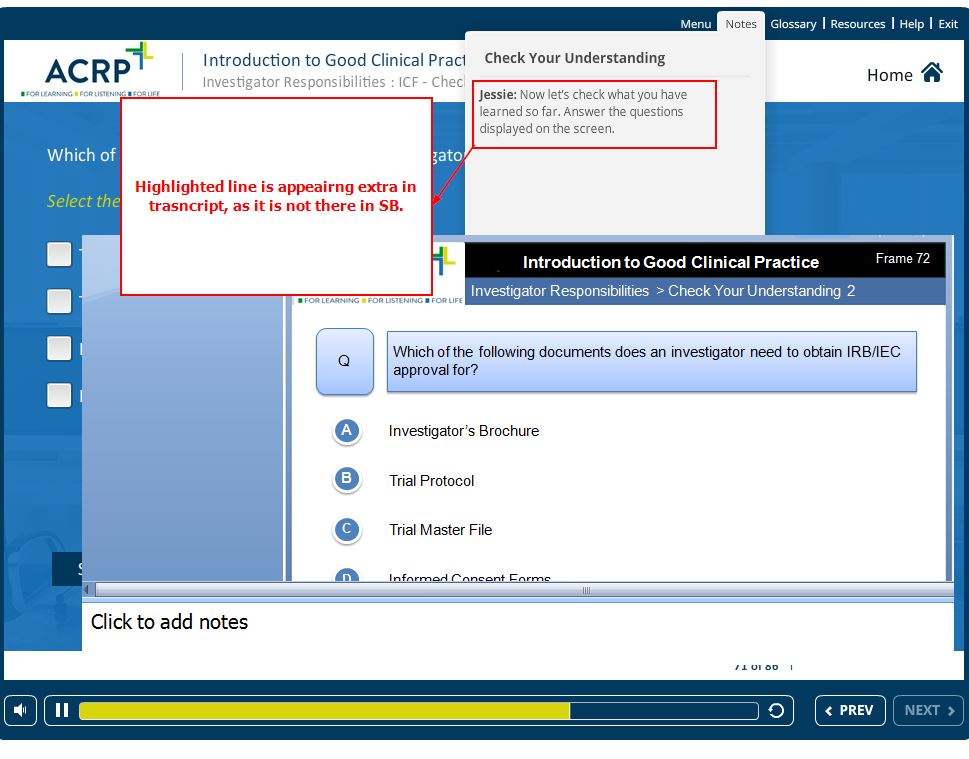 Menu Notes Glossary | Resources | Help | Exit
ACRP
FOR LEARNING FOR LISTENING FOR LIFE
Introduction to Good Clinical Pract
Investigator Responsibilities : ICF - Chec
Home
Check Your Understanding
Jessie: Now let's check what you have
learned so far. Answer the questions
displayed on the screen.
Which of
gato
Select the
Highlighted line is appeairng extra in
trasncript, as it is not there in SB.
Introduction to Good Clinical Practice
Frame 72
Investigator Responsibilities > Check Your Understanding 2
FOR LEARNING FOR LISTENING FOR LIFE
Q
Which of the following documents does an investigator need to obtain IRB/IEC
approval for?
A Investigator's Brochure
B Trial Protocol
C Trial Master File
D Informed Consent Forms
Click to add notes
71 of 86
PREV
NEXT